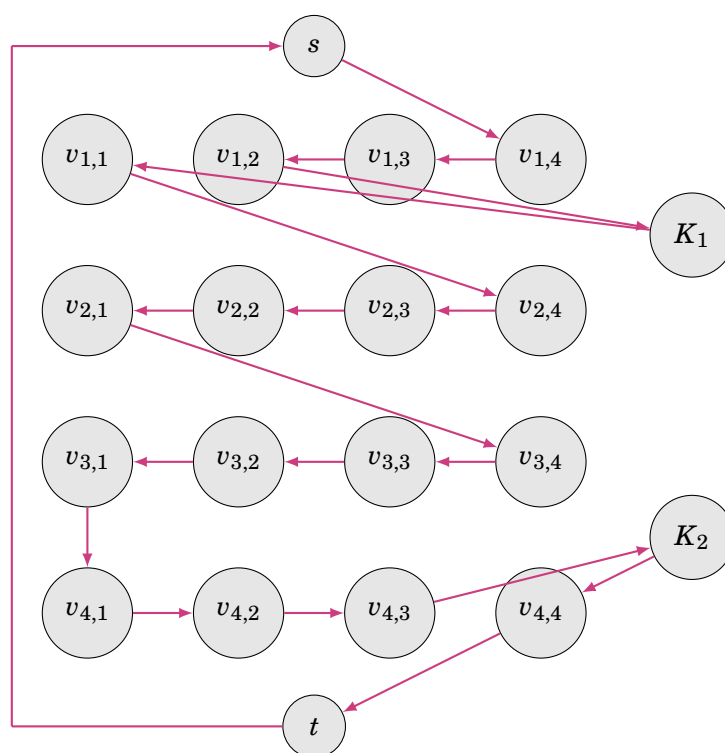 s
v1,1 v1,2 v1,3 v1,4
K1
v2,1 v2,2 v2,3 v2,4
v3,1 v3,2 v3,3 v3,4
K2
v4,1 v4,2 v4,3 v4,4
t